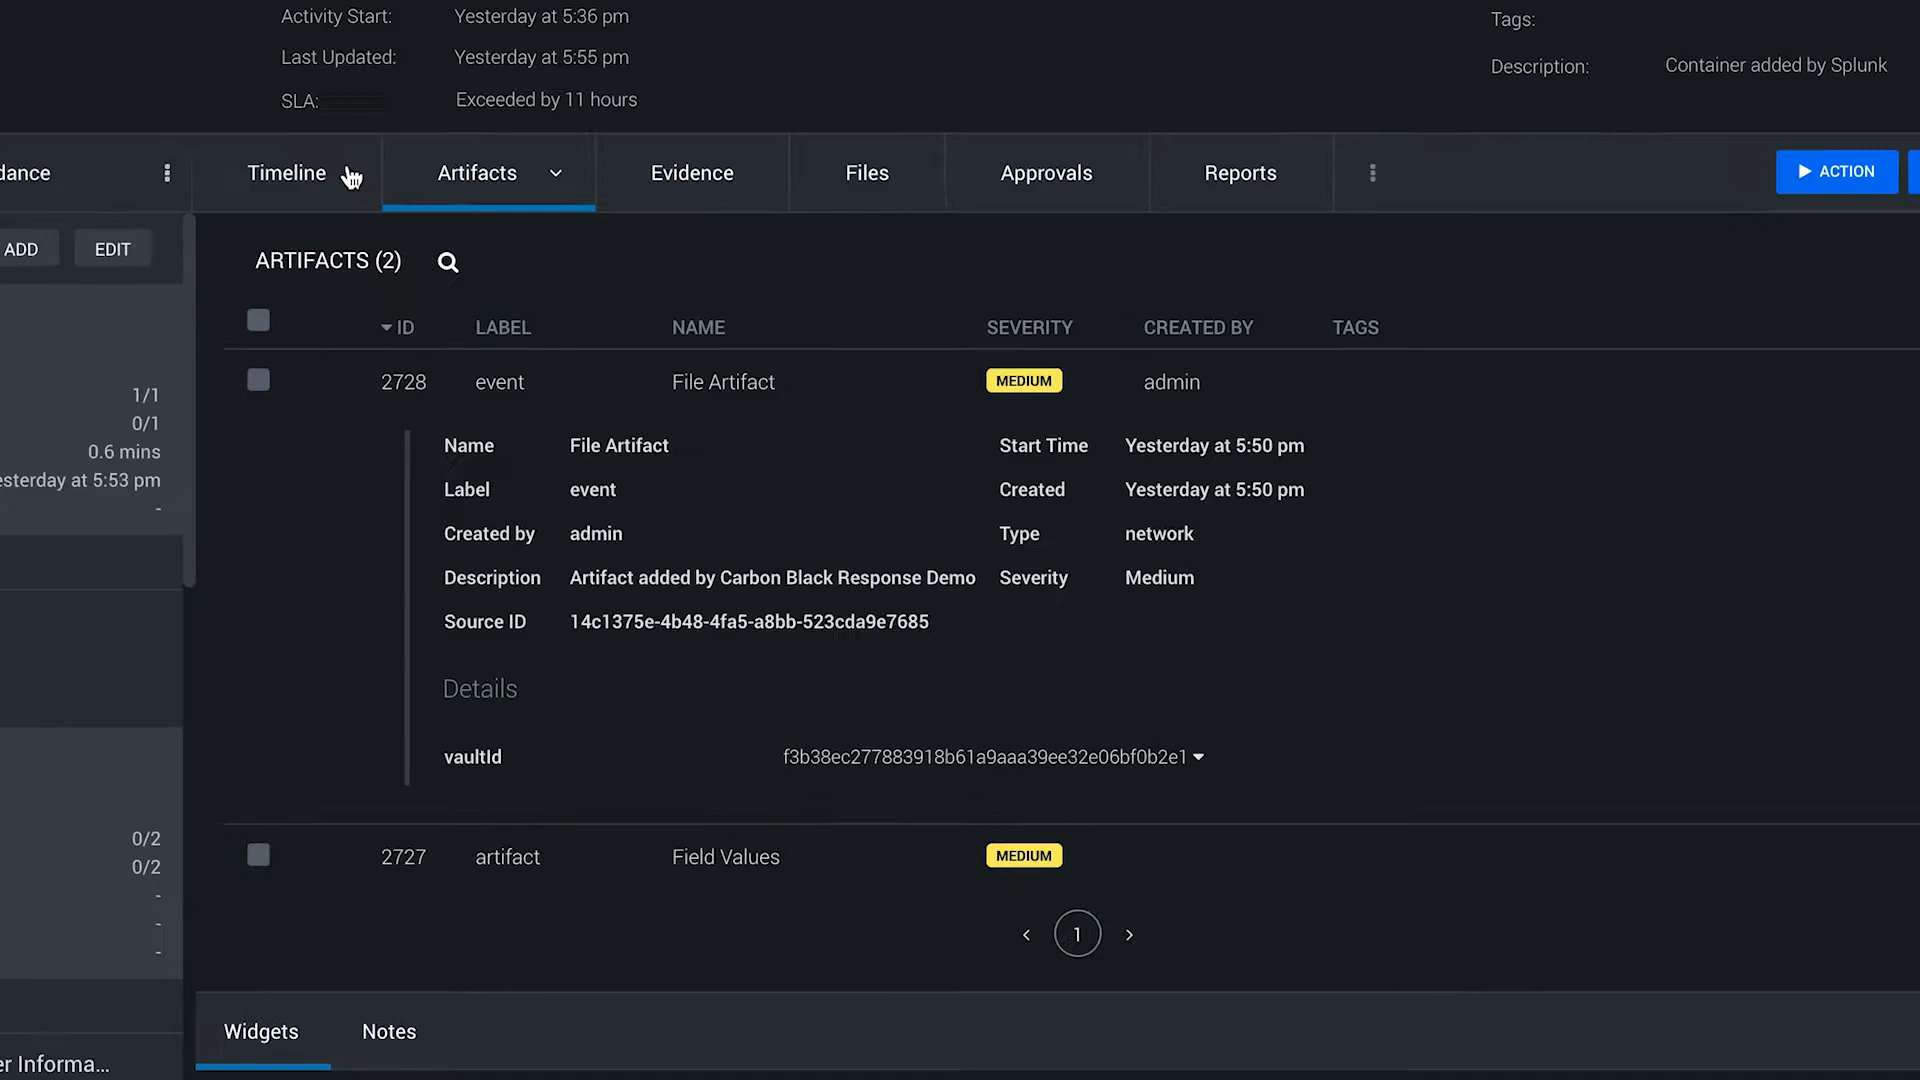 Activity Start: Yesterday at 5:36 pm
Tags:
Last Updated: Yesterday at 5:55 pm
Description: Container added by Splunk
SLA: Exceeded by 11 hours
dance
Timeline Artifacts Evidence Files Approvals Reports
ACTION
ADD EDIT
ARTIFACTS (2)
ID LABEL NAME SEVERITY CREATED BY TAGS
2728 event File Artifact MEDIUM admin
1/1
0/1
0.6 mins
esterday at 5:53 pm
-
Name File Artifact Start Time Yesterday at 5:50 pm
Label event Created Yesterday at 5:50 pm
Created by admin Type network
Description Artifact added by Carbon Black Response Demo Severity Medium
Source ID 14c1375e-4b48-4fa5-a8bb-523cda9e7685
Details
vaultId f3b38ec277883918b61a9aaa39ee32e06bf0b2e1
0/2
0/2
-
-
-
2727 artifact Field Values MEDIUM
1
Widgets Notes
er Informa...